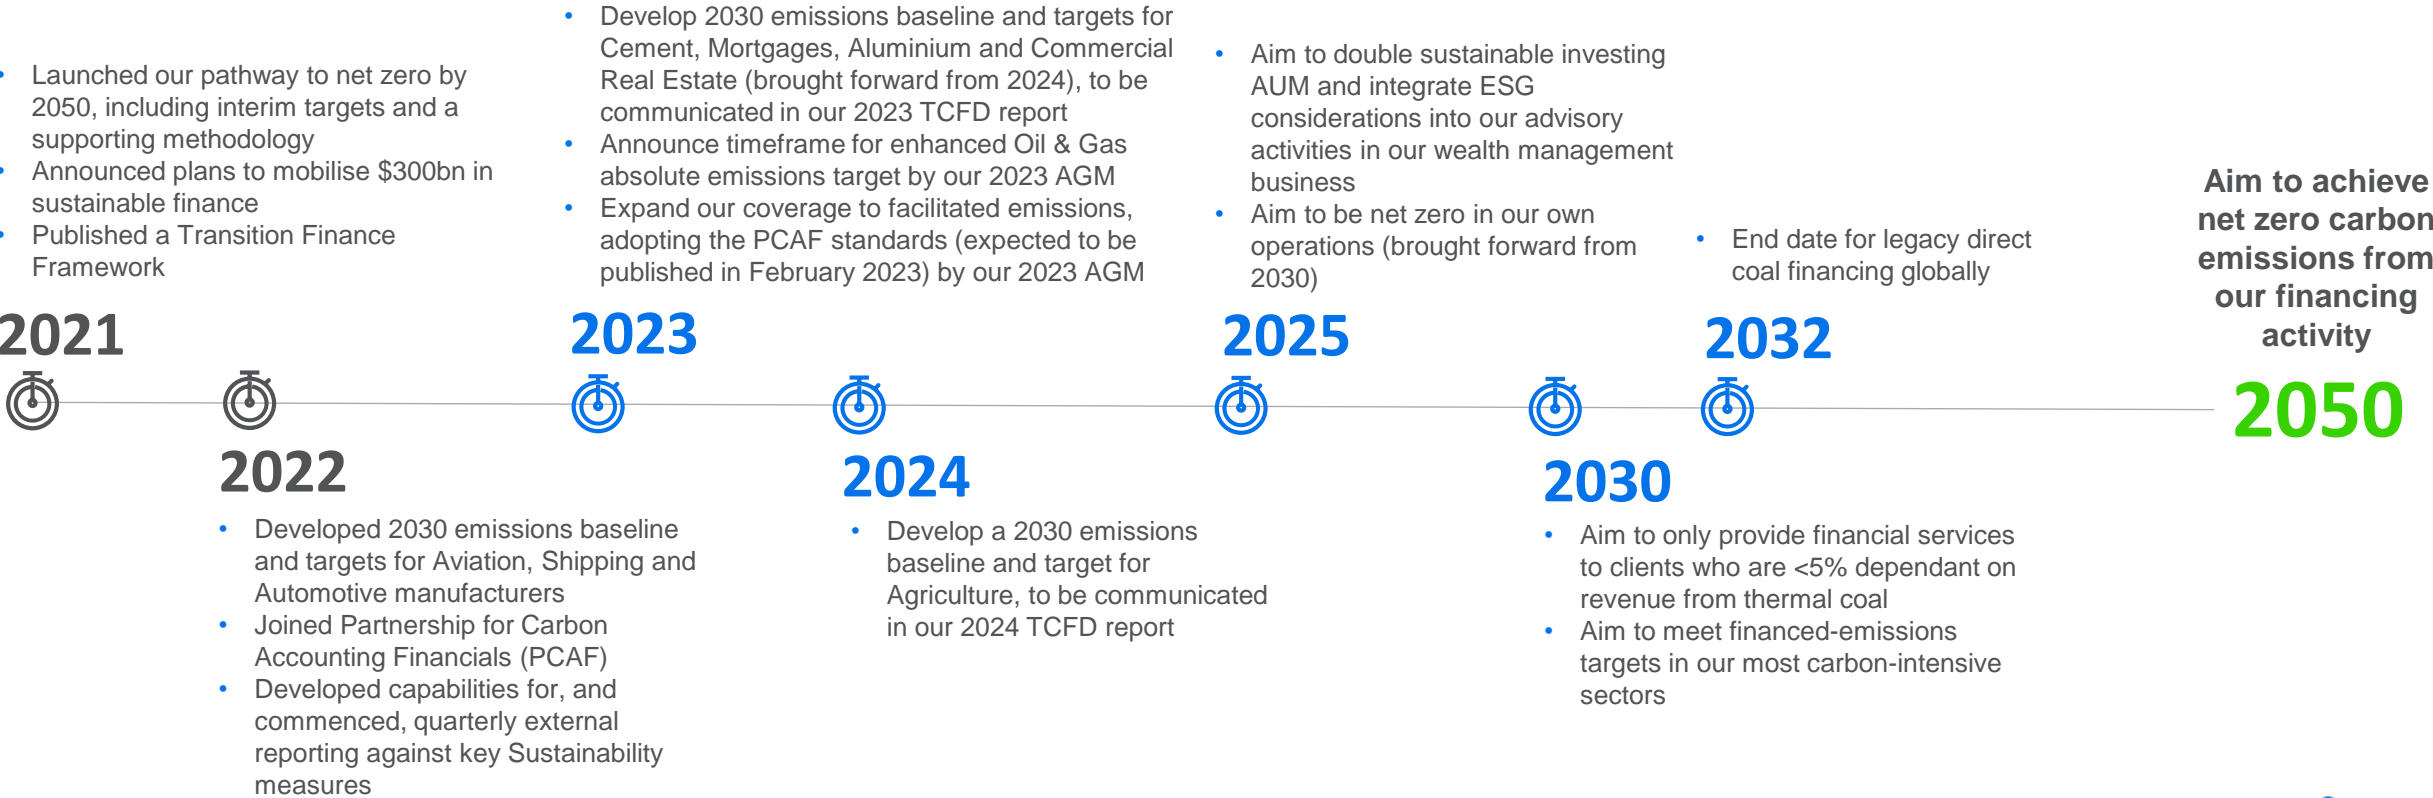 • Launched our pathway to net zero by
2050, including interim targets and a
supporting methodology
• Announced plans to mobilise $300bn in
sustainable finance
• Published a Transition Finance
Framework
2021
2022
• Developed 2030 emissions baseline
and targets for Aviation, Shipping and
Automotive manufacturers
• Joined Partnership for Carbon
Accounting Financials (PCAF)
• Developed capabilities for, and
commenced, quarterly external
reporting against key Sustainability
measures
• Develop 2030 emissions baseline and targets for
Cement, Mortgages, Aluminium and Commercial
Real Estate (brought forward from 2024), to be
communicated in our 2023 TCFD report
• Announce timeframe for enhanced Oil & Gas
absolute emissions target by our 2023 AGM
• Expand our coverage to facilitated emissions,
adopting the PCAF standards (expected to be
published in February 2023) by our 2023 AGM
2023
2024
• Develop a 2030 emissions
baseline and target for
Agriculture, to be communicated
in our 2024 TCFD report
• Aim to double sustainable investing
AUM and integrate ESG
considerations into our advisory
activities in our wealth management
business
• Aim to be net zero in our own
operations (brought forward from
2030)
2025
2030
• Aim to only provide financial services
to clients who are <5% dependant on
revenue from thermal coal
• Aim to meet financed-emissions
targets in our most carbon-intensive
sectors
• End date for legacy direct
coal financing globally
2032
Aim to achieve
net zero carbon
emissions from
our financing
activity
2050